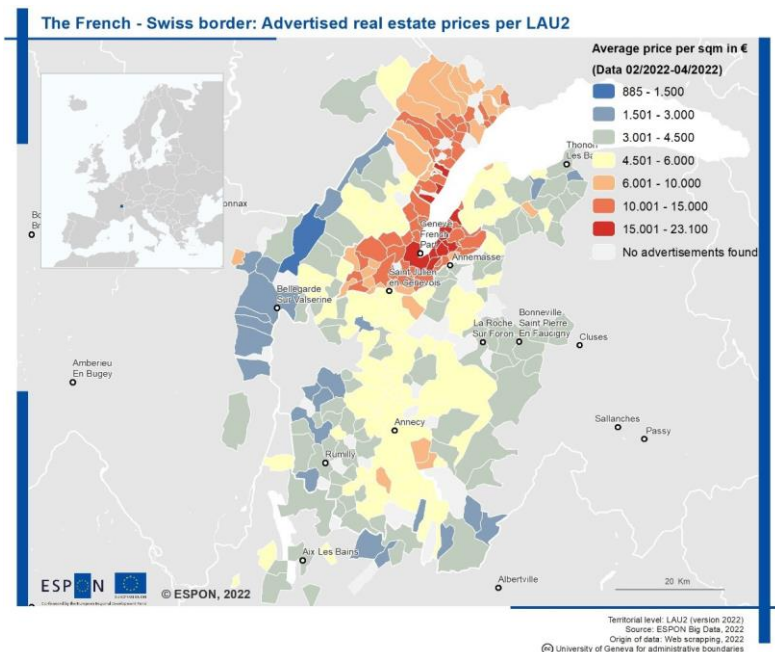 The French - Swiss border: Advertised real estate prices per LAU2
Average price per sqm in €
(Data 02/2022-04/2022)
885 - 1.500
1.501 - 3.000
3.001 - 4.500
4.501 - 6.000
6.001 - 10.000
10.001 - 15.000
15.001 - 23.100
No advertisements found
Thonon
Les Ba
onnax
Bo
Br
Genev
French
Par
Annemasse
Saint Julien
en Genevois
Bellegarde
Sur Valserine
La Roche
Sur Foron
Bonneville
Saint Pierre
En Faucigny
Cluses
Amberieu
En Bugey
Sallanches
Passy
Annecy
Rumilly
Aix Les Bains
Albertville
20 Km
ESPON
© ESPON, 2022
Territorial level: LAU2 (version 2022)
Source: ESPON Big Data, 2022
Origin of data: Web scrapping, 2022
University of Geneva for administrative boundaries